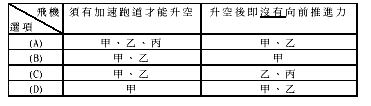 飛機
選項
須有加速跑道才能升空
升空後即沒有向前推進力
(A) 甲、乙、丙 甲、乙
(B) 甲、乙 甲
(C) 甲、乙 乙、丙
(D) 甲 甲、乙